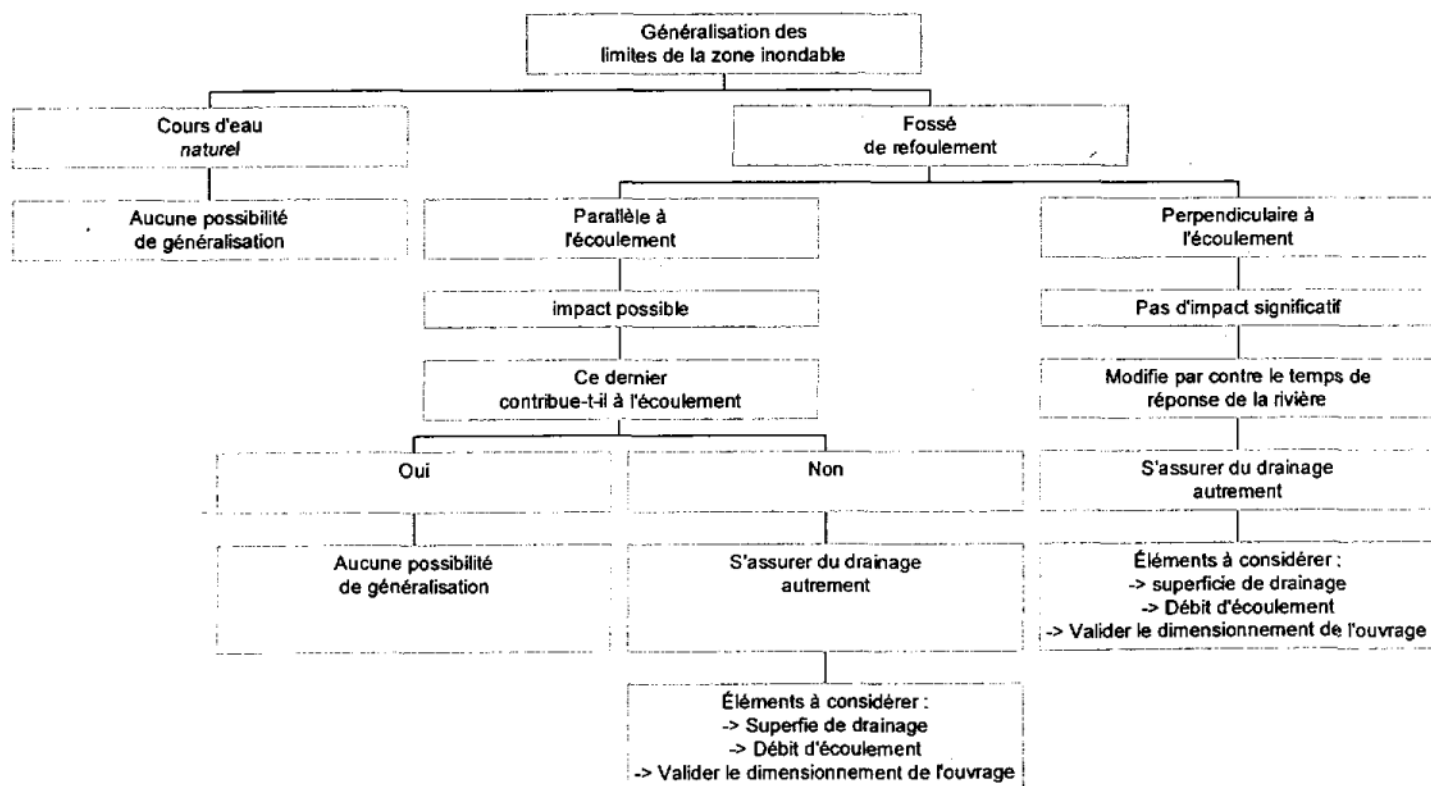 Généralisation des
limites de la zone inondable
Cours d'eau
naturel
Fossé
de refoulement
Aucune possibilité
de généralisation
Parallèle à
l'écoulement
Perpendiculaire à
l'écoulement
impact possible
Pas d'impact significatif
Ce dernier
contribue-t-il à l'écoulement
Modifie par contre le temps de
réponse de la rivière
Oui
Non
S'assurer du drainage
autrement
Aucune possibilité
de généralisation
S'assurer du drainage
autrement
Éléments à considérer :
-> superficie de drainage
-> Débit d'écoulement
-> Valider le dimensionnement de l'ouvrage
Éléments à considérer :
-> Superfie de drainage
-> Débit d'écoulement
-> Valider le dimensionnement de l'ouvrage